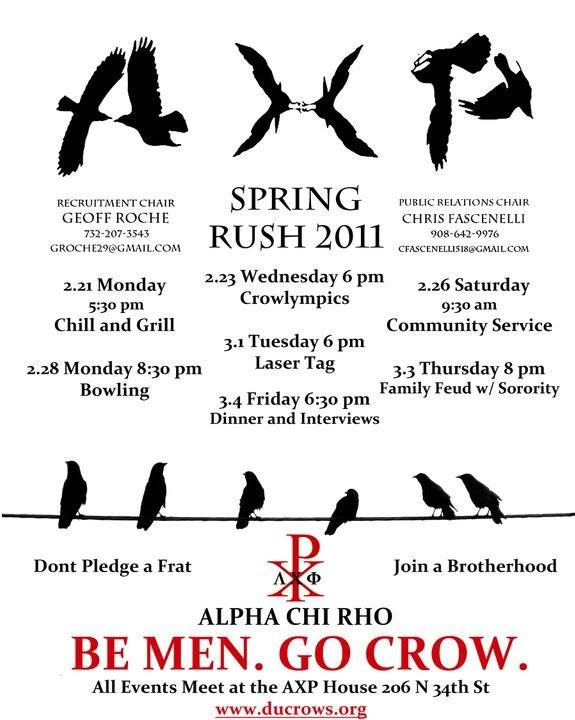 ΑΧΡ
RECRUITMENT CHAIR
GEOFF ROCHE
732-207-3543
GROCHE29@GMAIL.COM
SPRING
RUSH 2011
PUBLIC RELATIONS CHAIR
CHRIS FASCENELLI
908-642-9976
CFASCENELLI518@GMAIL.COM
2.21 Monday
5:30 pm
Chill and Grill
2.23 Wednesday 6 pm
Crowlympics
2.26 Saturday
9:30 am
Community Service
2.28 Monday 8:30 pm
Bowling
3.1 Tuesday 6 pm
Laser Tag
3.3 Thursday 8 pm
Family Feud w/ Sorority
3.4 Friday 6:30 pm
Dinner and Interviews
Dont Pledge a Frat
Join a Brotherhood
P
ΛΧΦ
ALPHA CHI RHO
BE MEN. GO CROW.
All Events Meet at the AXP House 206 N 34th St
www.ducrows.org